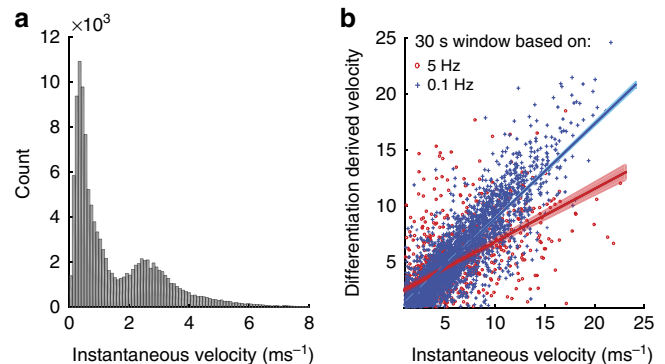 a
×10³
12
10
8
6
4
2
0
Count
0 2 4 6 8
Instantaneous velocity (ms⁻¹)
b
30 s window based on:
5 Hz
0.1 Hz
25
20
15
10
5
Differentiation derived velocity
5 10 15 20 25
Instantaneous velocity (ms⁻¹)